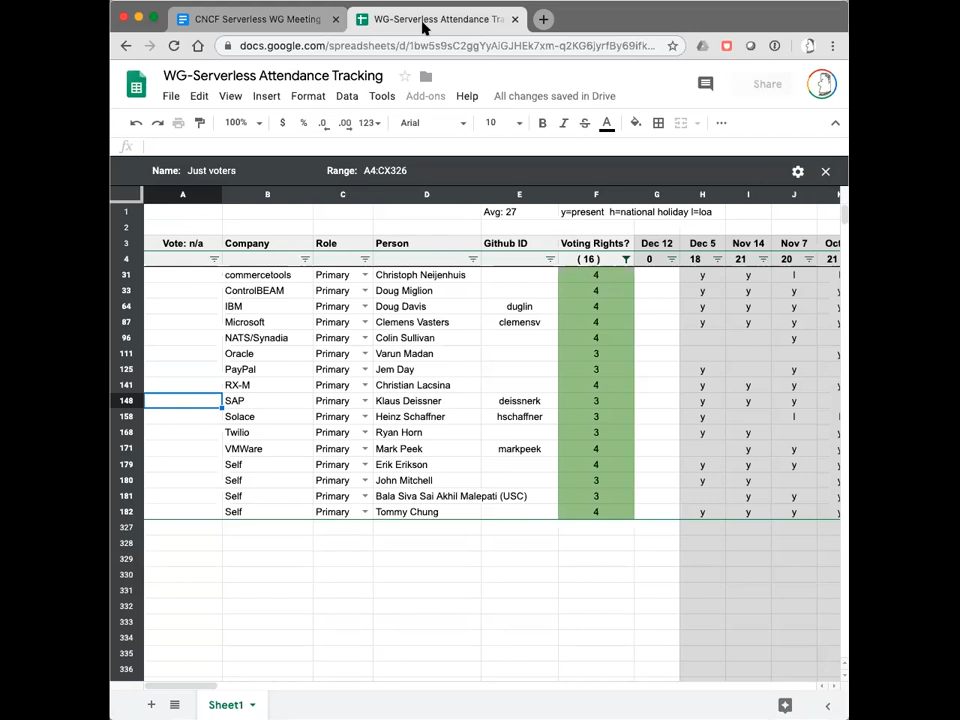 CNCF Serverless WG Meeting
WG-Serverless Attendance Tra
docs.google.com/spreadsheets/d/1bw5s9sC2ggYyAiGJHEk7xm-q2KG6jyrfBy69ifk...
WG-Serverless Attendance Tracking
File Edit View Insert Format Data Tools Add-ons Help All changes saved in Drive
Share
100% $ % .0 .00 123 Arial 10 B I S A
fx
Name: Just voters Range: A4:CX326
A B C D E F G H I J
1 Avg: 27 y=present h=national holiday l=loa
2
3 Vote: n/a Company Role Person Github ID Voting Rights? Dec 12 Dec 5 Nov 14 Nov 7 Oct
4 ( 16 ) 0 18 21 20 21
31 commercetools Primary Christoph Neijenhuis 4 y y l
33 ControlBEAM Primary Doug Miglion 4 y y y y
64 IBM Primary Doug Davis duglin 4 y y y y
87 Microsoft Primary Clemens Vasters clemensv 4 y y y y
96 NATS/Synadia Primary Colin Sullivan 4 y
111 Oracle Primary Varun Madan 3 y
125 PayPal Primary Jem Day 3 y y
141 RX-M Primary Christian Lacsina 4 y y y y
148 SAP Primary Klaus Deissner deissnerk 3 y y y
158 Solace Primary Heinz Schaffner hschaffner 3 y l l
168 Twilio Primary Ryan Horn 3 y y y
171 VMWare Primary Mark Peek markpeek 4 y y y
179 Self Primary Erik Erikson 4 y y y y
180 Self Primary John Mitchell 3 y y y
181 Self Primary Bala Siva Sai Akhil Malepati (USC) 3 y y y
182 Self Primary Tommy Chung 4 y y y y
327
328
329
330
331
332
333
334
335
336
Sheet1